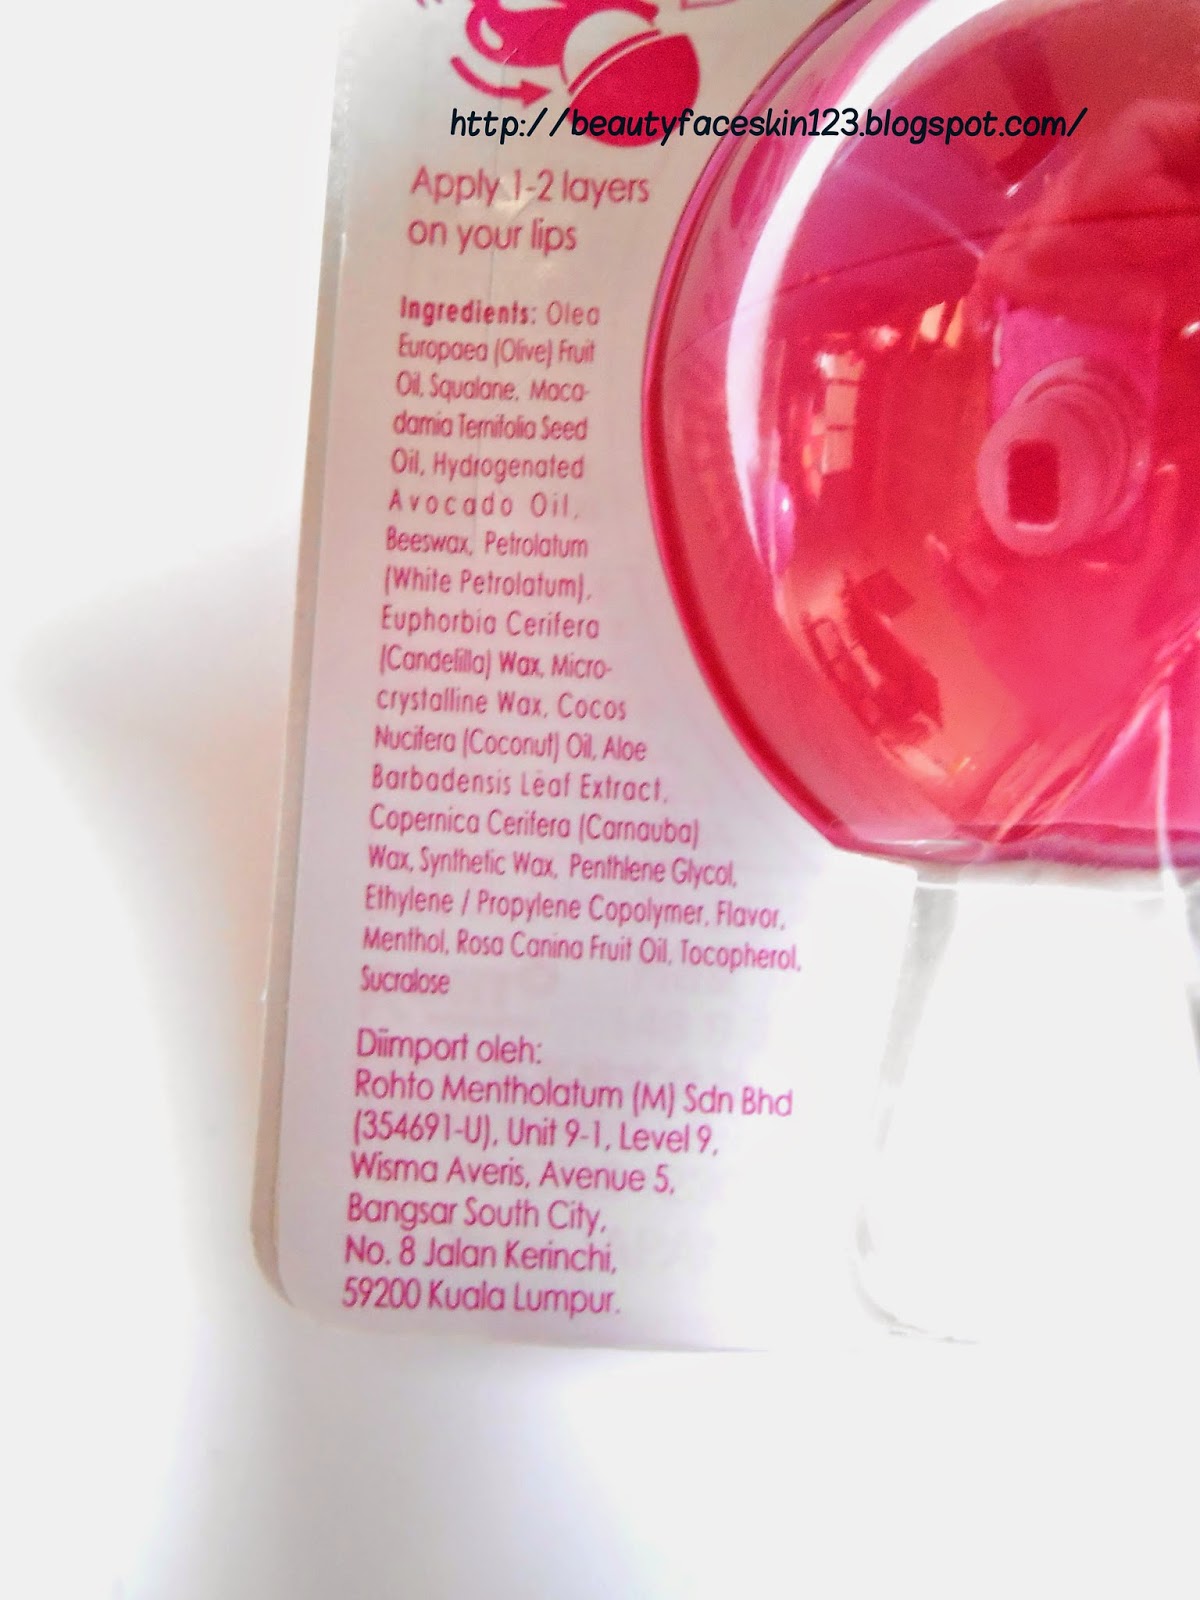 http://beautyfaceskin123.blogspot.com/
Apply 1-2 layers
on your lips
Ingredients: Olea
Europaea (Olive) Fruit
Oil, Squalane, Maca-
damia Ternifolia Seed
Oil, Hydrogenated
Avocado Oil,
Beeswax, Petrolatum
(White Petrolatum),
Euphorbia Cerifera
(Candelilla) Wax, Micro-
crystalline Wax, Cocos
Nucifera (Coconut) Oil, Aloe
Barbadensis Leaf Extract,
Copernica Cerifera (Carnauba)
Wax, Synthetic Wax, Penthlene Glycol,
Ethylene / Propylene Copolymer, Flavor,
Menthol, Rosa Canina Fruit Oil, Tocopherol,
Sucralose
Diimport oleh:
Rohto Mentholatum (M) Sdn Bhd
(354691-U), Unit 9-1, Level 9,
Wisma Averis, Avenue 5,
Bangsar South City,
No. 8 Jalan Kerinchi,
59200 Kuala Lumpur.